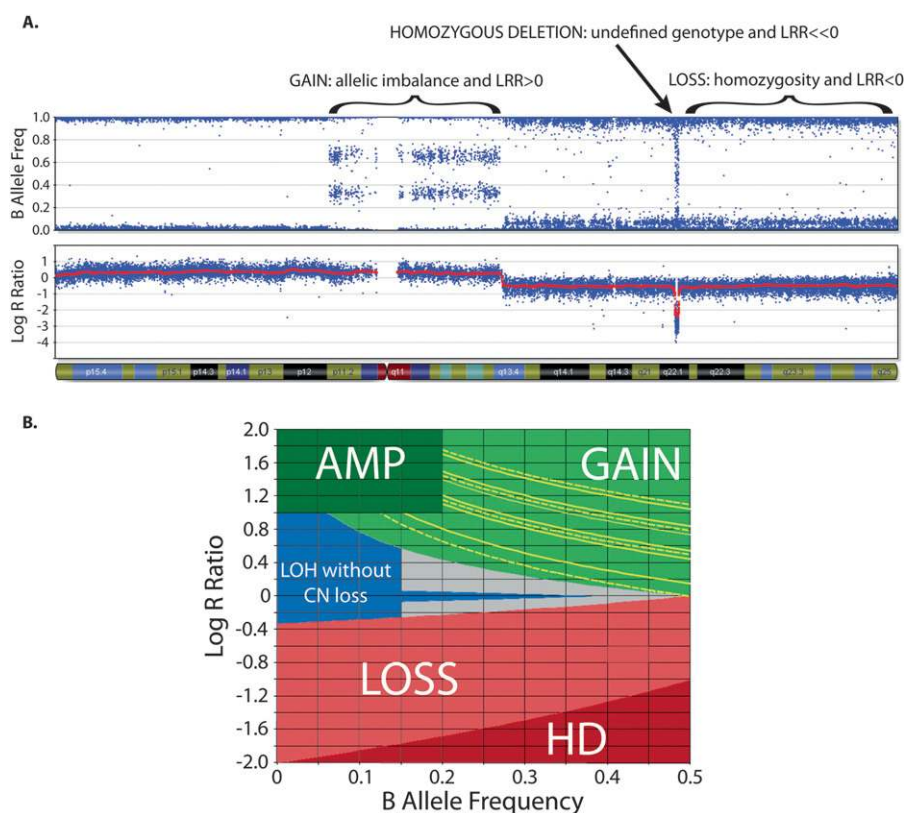 A.
HOMOZYGOUS DELETION: undefined genotype and LRR<<0
GAIN: allelic imbalance and LRR>0
LOSS: homozygosity and LRR<0
B Allele Freq
1.0
0.8
0.6
0.4
0.2
0.0
Log R Ratio
1
0
-1
-2
-3
-4
p15.4 p15.1 p14.3 p14.1 p13 p12 p11.2 q11 q13.4 q14.1 q14.3 q21 q22.1 q22.3 q23.3 q25
B.
Log R Ratio
2.0
1.6
1.2
0.8
0.4
0
-0.4
-0.8
-1.2
-1.6
-2.0
AMP
GAIN
LOH without
CN loss
LOSS
HD
0 0.1 0.2 0.3 0.4 0.5
B Allele Frequency